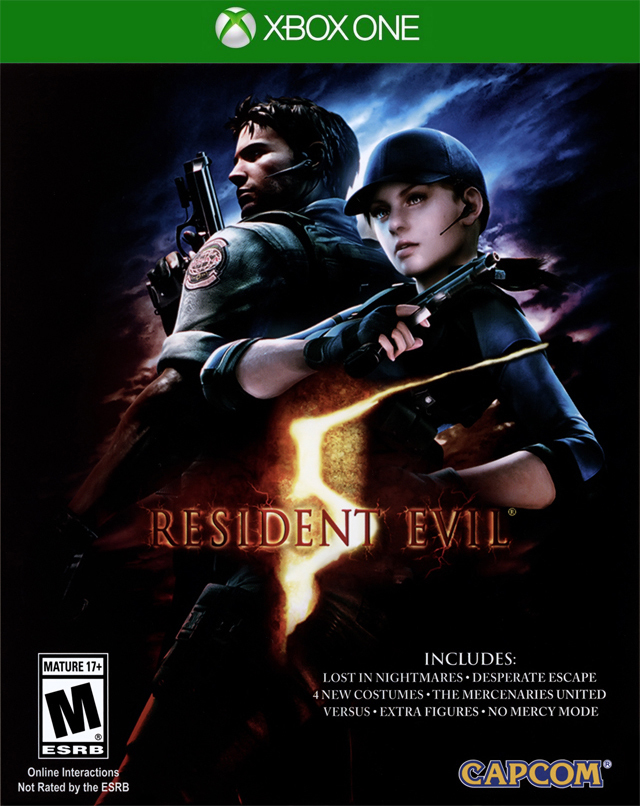 XBOX ONE
RESIDENT EVIL®
5
INCLUDES:
LOST IN NIGHTMARES • DESPERATE ESCAPE
4 NEW COSTUMES • THE MERCENARIES UNITED
VERSUS • EXTRA FIGURES • NO MERCY MODE
MATURE 17+
M®
ESRB
Online Interactions
Not Rated by the ESRB
CAPCOM®